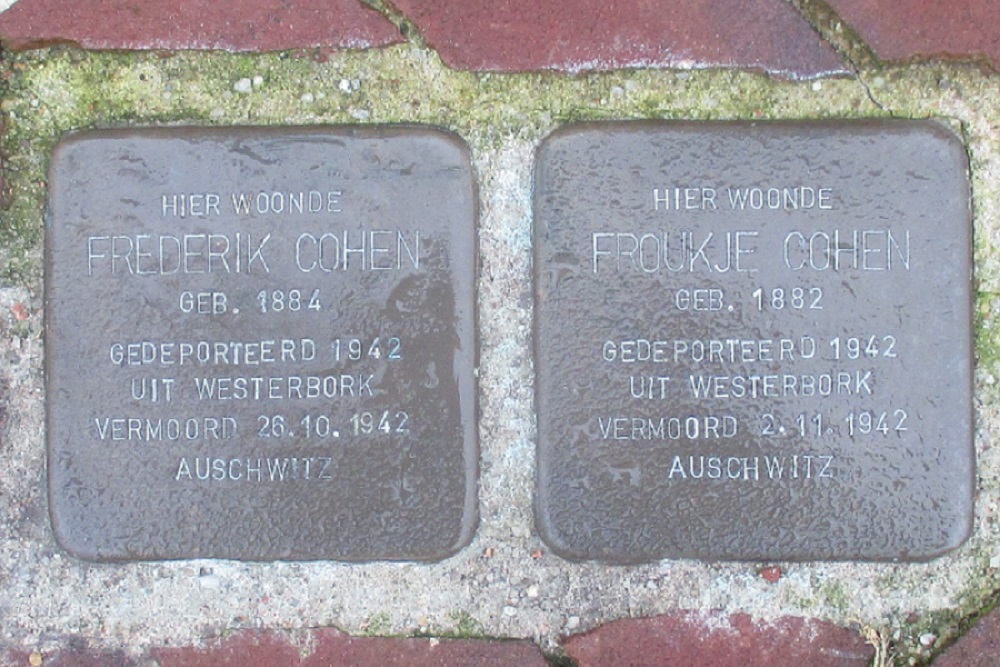 HIER WOONDE
FREDERIK COHEN
GEB. 1884
GEDEPORTEERD 1942
UIT WESTERBORK
VERMOORD 26.10.1942
AUSCHWITZ
HIER WOONDE
FROUKJE COHEN
GEB. 1882
GEDEPORTEERD 1942
UIT WESTERBORK
VERMOORD 2.11.1942
AUSCHWITZ